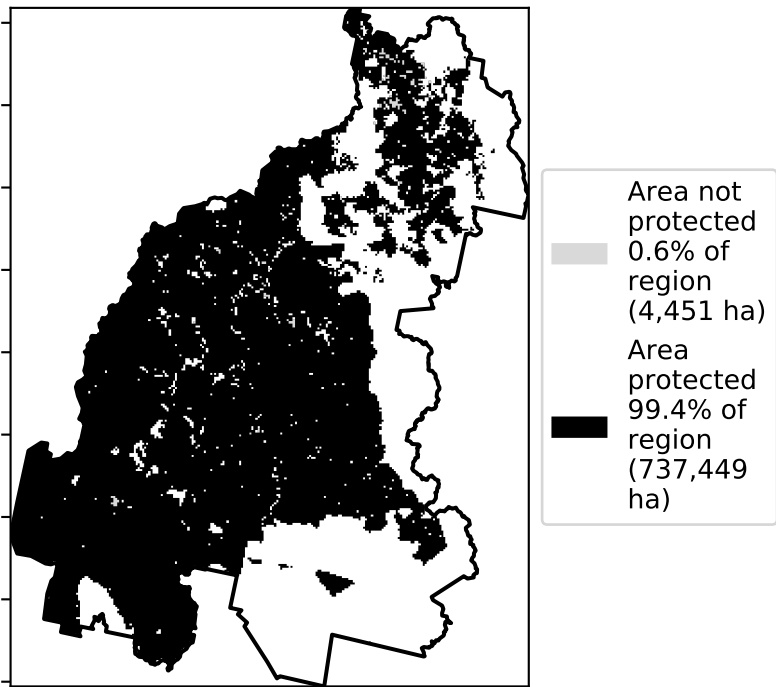 Area not
protected
0.6% of
region
(4,451 ha)
Area
protected
99.4% of
region
(737,449
ha)